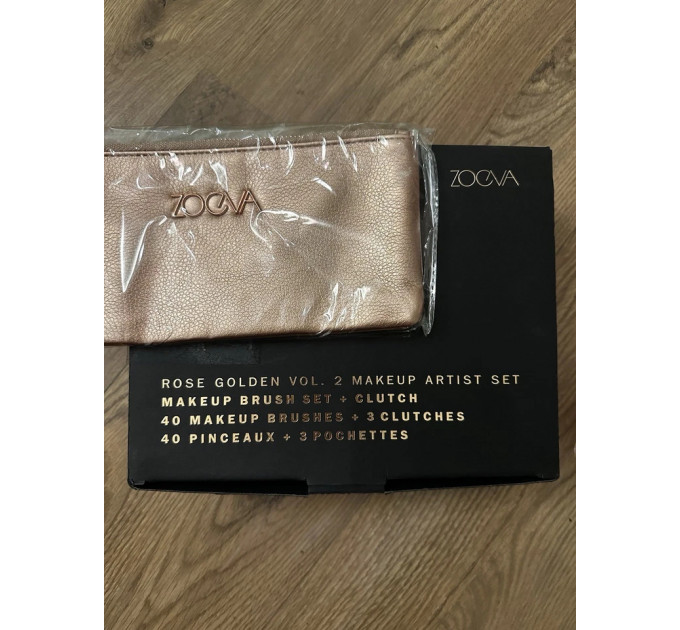 ZOEVA
ZOEVA
ROSE GOLDEN VOL. 2 MAKEUP ARTIST SET
MAKEUP BRUSH SET + CLUTCH
40 MAKEUP BRUSHES + 3 CLUTCHES
40 PINCEAUX + 3 POCHETTES